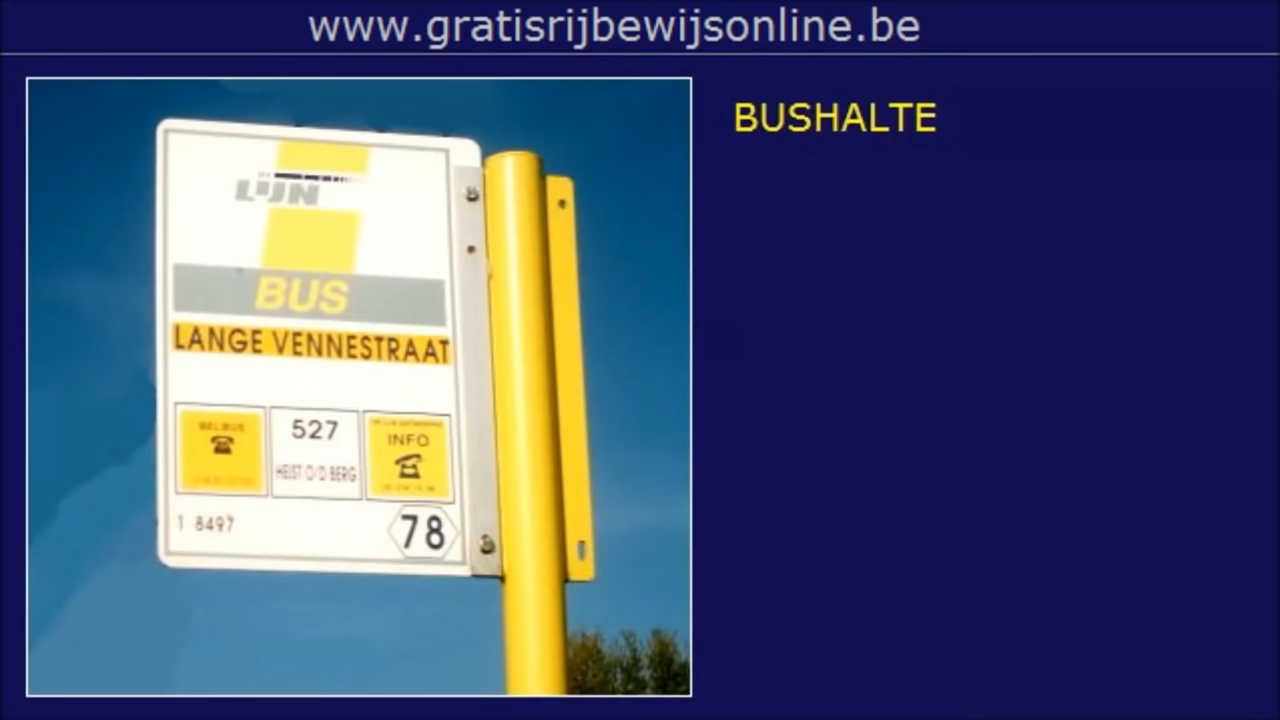 www.gratisrijbewijsonline.be
BUSHALTE
LIJN
BUS
LANGE VENNESTRAAT
BELBUS
527
HEIST O/D BERG
INFO
1 8497
78